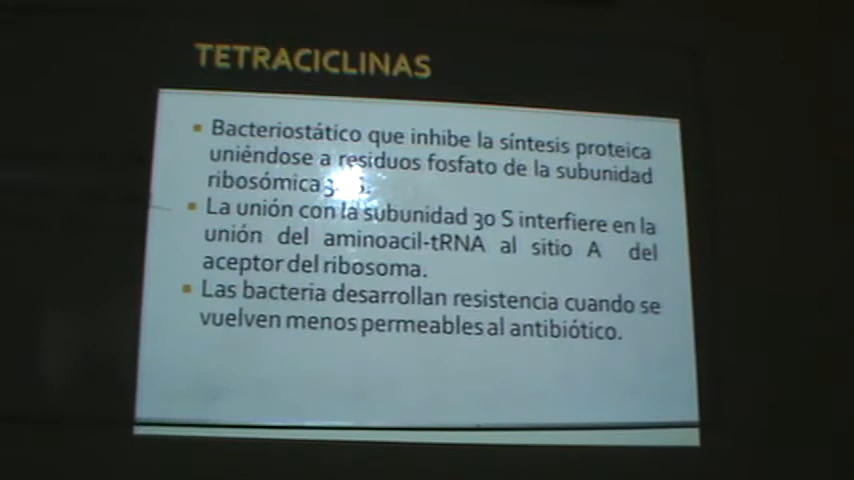 TETRACICLINAS
▪ Bacteriostático que inhibe la síntesis proteica
uniéndose a residuos fosfato de la subunidad
ribosómica
▪ La unión con la subunidad 30 S interfiere en la
unión del aminoacil-tRNA al sitio A del
aceptor del ribosoma.
▪ Las bacteria desarrollan resistencia cuando se
vuelven menos permeables al antibiótico.